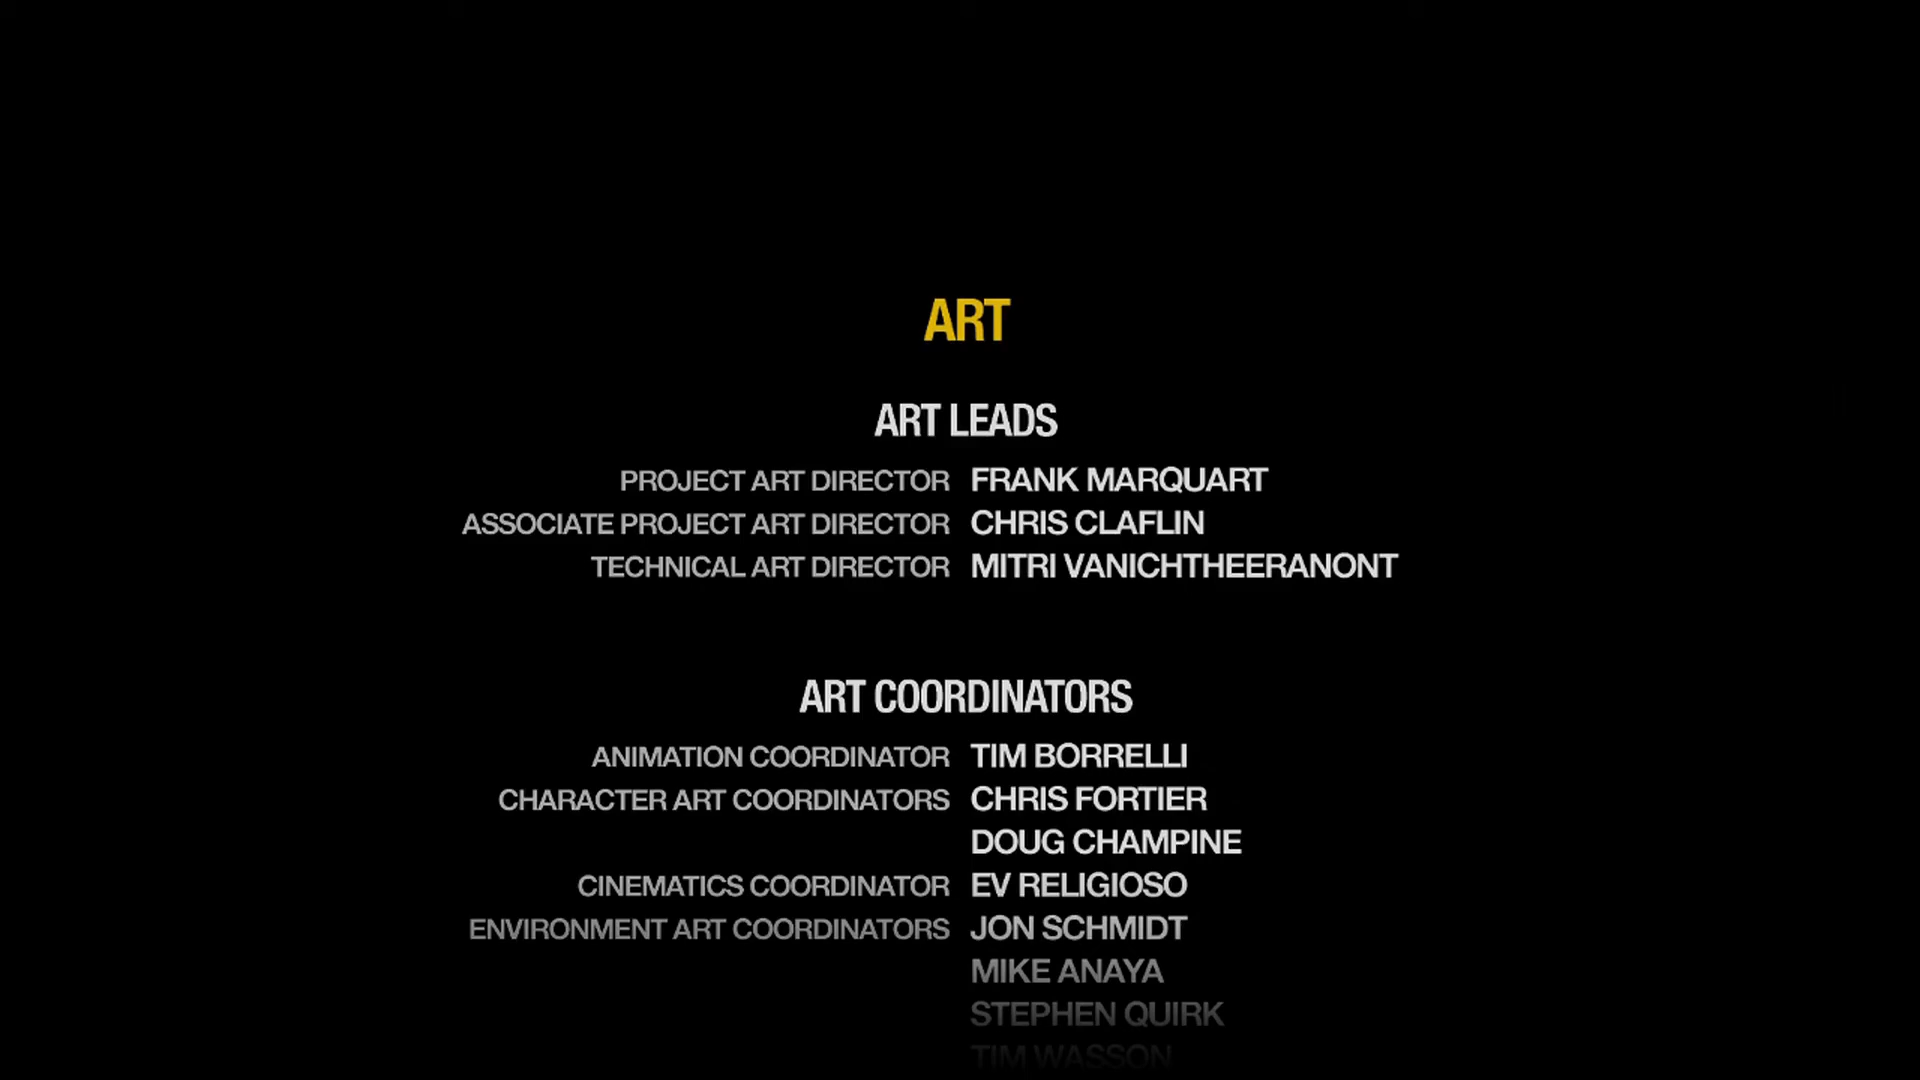 ART
ART LEADS
PROJECT ART DIRECTOR FRANK MARQUART
ASSOCIATE PROJECT ART DIRECTOR CHRIS CLAFLIN
TECHNICAL ART DIRECTOR MITRI VANICHTHEERANONT
ART COORDINATORS
ANIMATION COORDINATOR TIM BORRELLI
CHARACTER ART COORDINATORS CHRIS FORTIER
DOUG CHAMPINE
CINEMATICS COORDINATOR EV RELIGIOSO
ENVIRONMENT ART COORDINATORS JON SCHMIDT
MIKE ANAYA
STEPHEN QUIRK
TIM WASSON